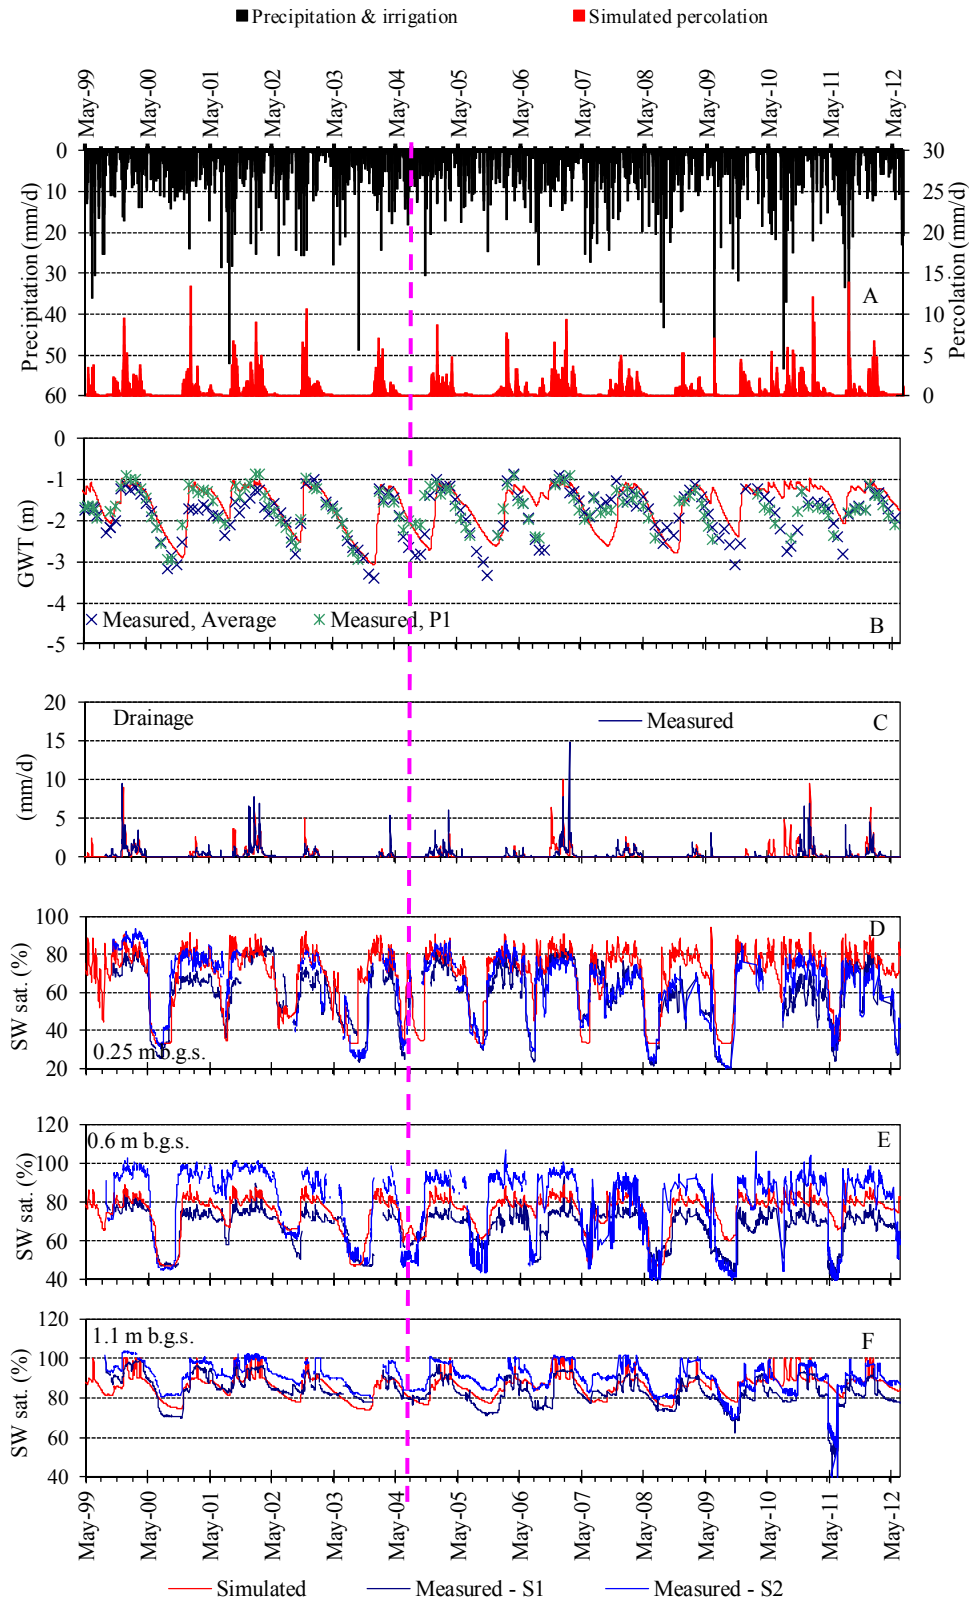 Precipitation & irrigation
Simulated percolation
May-99 May-00 May-01 May-02 May-03 May-04 May-05 May-06 May-07 May-08 May-09 May-10 May-11 May-12
Precipitation (mm/d)
0
10
20
30
40
50
60
Percolation (mm/d)
30
25
20
15
10
5
0
A
GWT (m)
0
-1
-2
-3
-4
-5
Measured, Average
Measured, P1
B
(mm/d)
20
15
10
5
0
Drainage
Measured
C
SW sat. (%)
100
80
60
40
20
0.25 m b.g.s.
D
SW sat. (%)
120
100
80
60
40
0.6 m b.g.s.
E
SW sat. (%)
120
100
80
60
40
1.1 m b.g.s.
F
May-99 May-00 May-01 May-02 May-03 May-04 May-05 May-06 May-07 May-08 May-09 May-10 May-11 May-12
Simulated
Measured - S1
Measured - S2